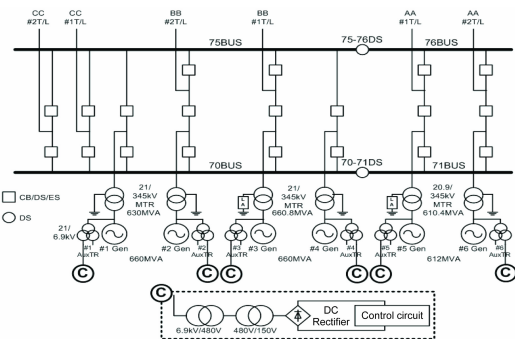 CC CC BB BB AA AA
#2T/L #1T/L #2T/L #1T/L #1T/L #2T/L
75BUS 75-76DS 76BUS
70BUS 70-71DS 71BUS
CB/DS/ES
DS
21/
345kV
MTR
630MVA
21/
345kV
MTR
660.8MVA
20.9/
345kV
MTR
610.4MVA
LA LA
21/
6.9kV
#1
AuxTR
#1 Gen
#2 Gen
#2
AuxTR
#3
AuxTR
#3 Gen
#4 Gen
#4
AuxTR
#5
AuxTR
#5 Gen
#6 Gen
#6
AuxTR
660MVA 660MVA 612MVA
C C C C C C
C
6.9kV/480V 480V/150V
DC
Rectifier
Control circuit